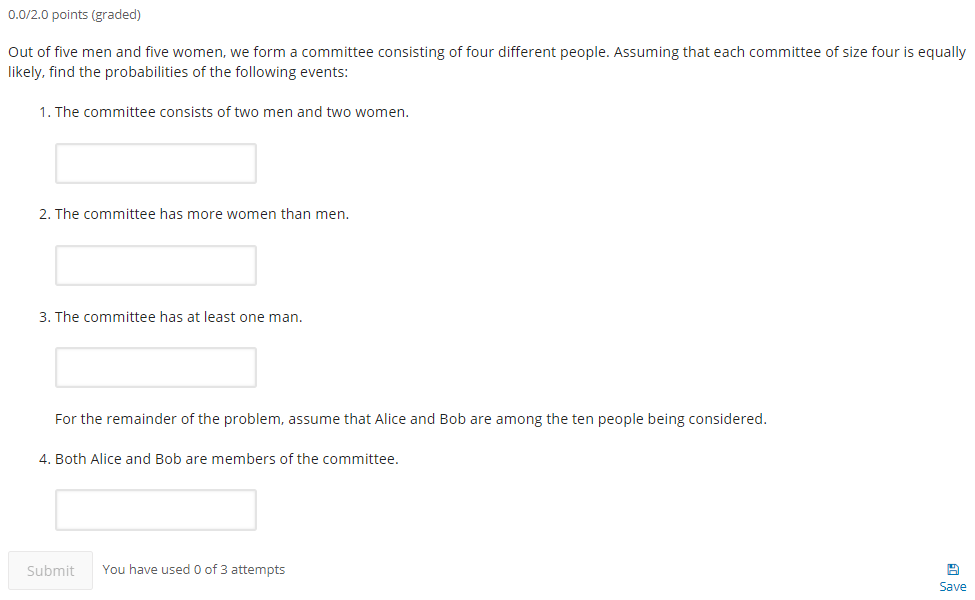 0.0/2.0 points (graded)
Out of five men and five women, we form a committee consisting of four different people. Assuming that each committee of size four is equally
likely, find the probabilities of the following events:
1. The committee consists of two men and two women.
2. The committee has more women than men.
3. The committee has at least one man.
For the remainder of the problem, assume that Alice and Bob are among the ten people being considered.
4. Both Alice and Bob are members of the committee.
Submit You have used 0 of 3 attempts
Save